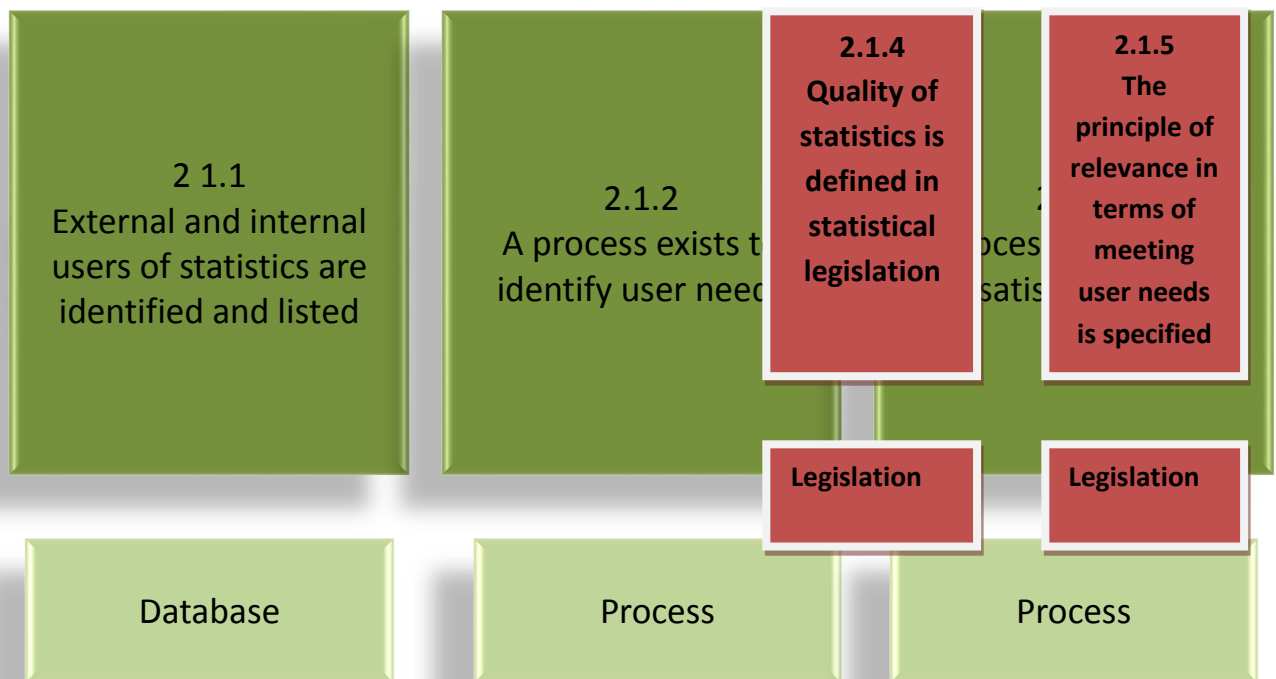 2 1.1
External and internal
users of statistics are
identified and listed
2.1.2
A process exists
identify user
2.1.4
Quality of
statistics is
defined in
statistical
legislation
2.1.5
The
principle of
relevance in
terms of
meeting
user needs
is specified
Legislation
Legislation
Database
Process
Process